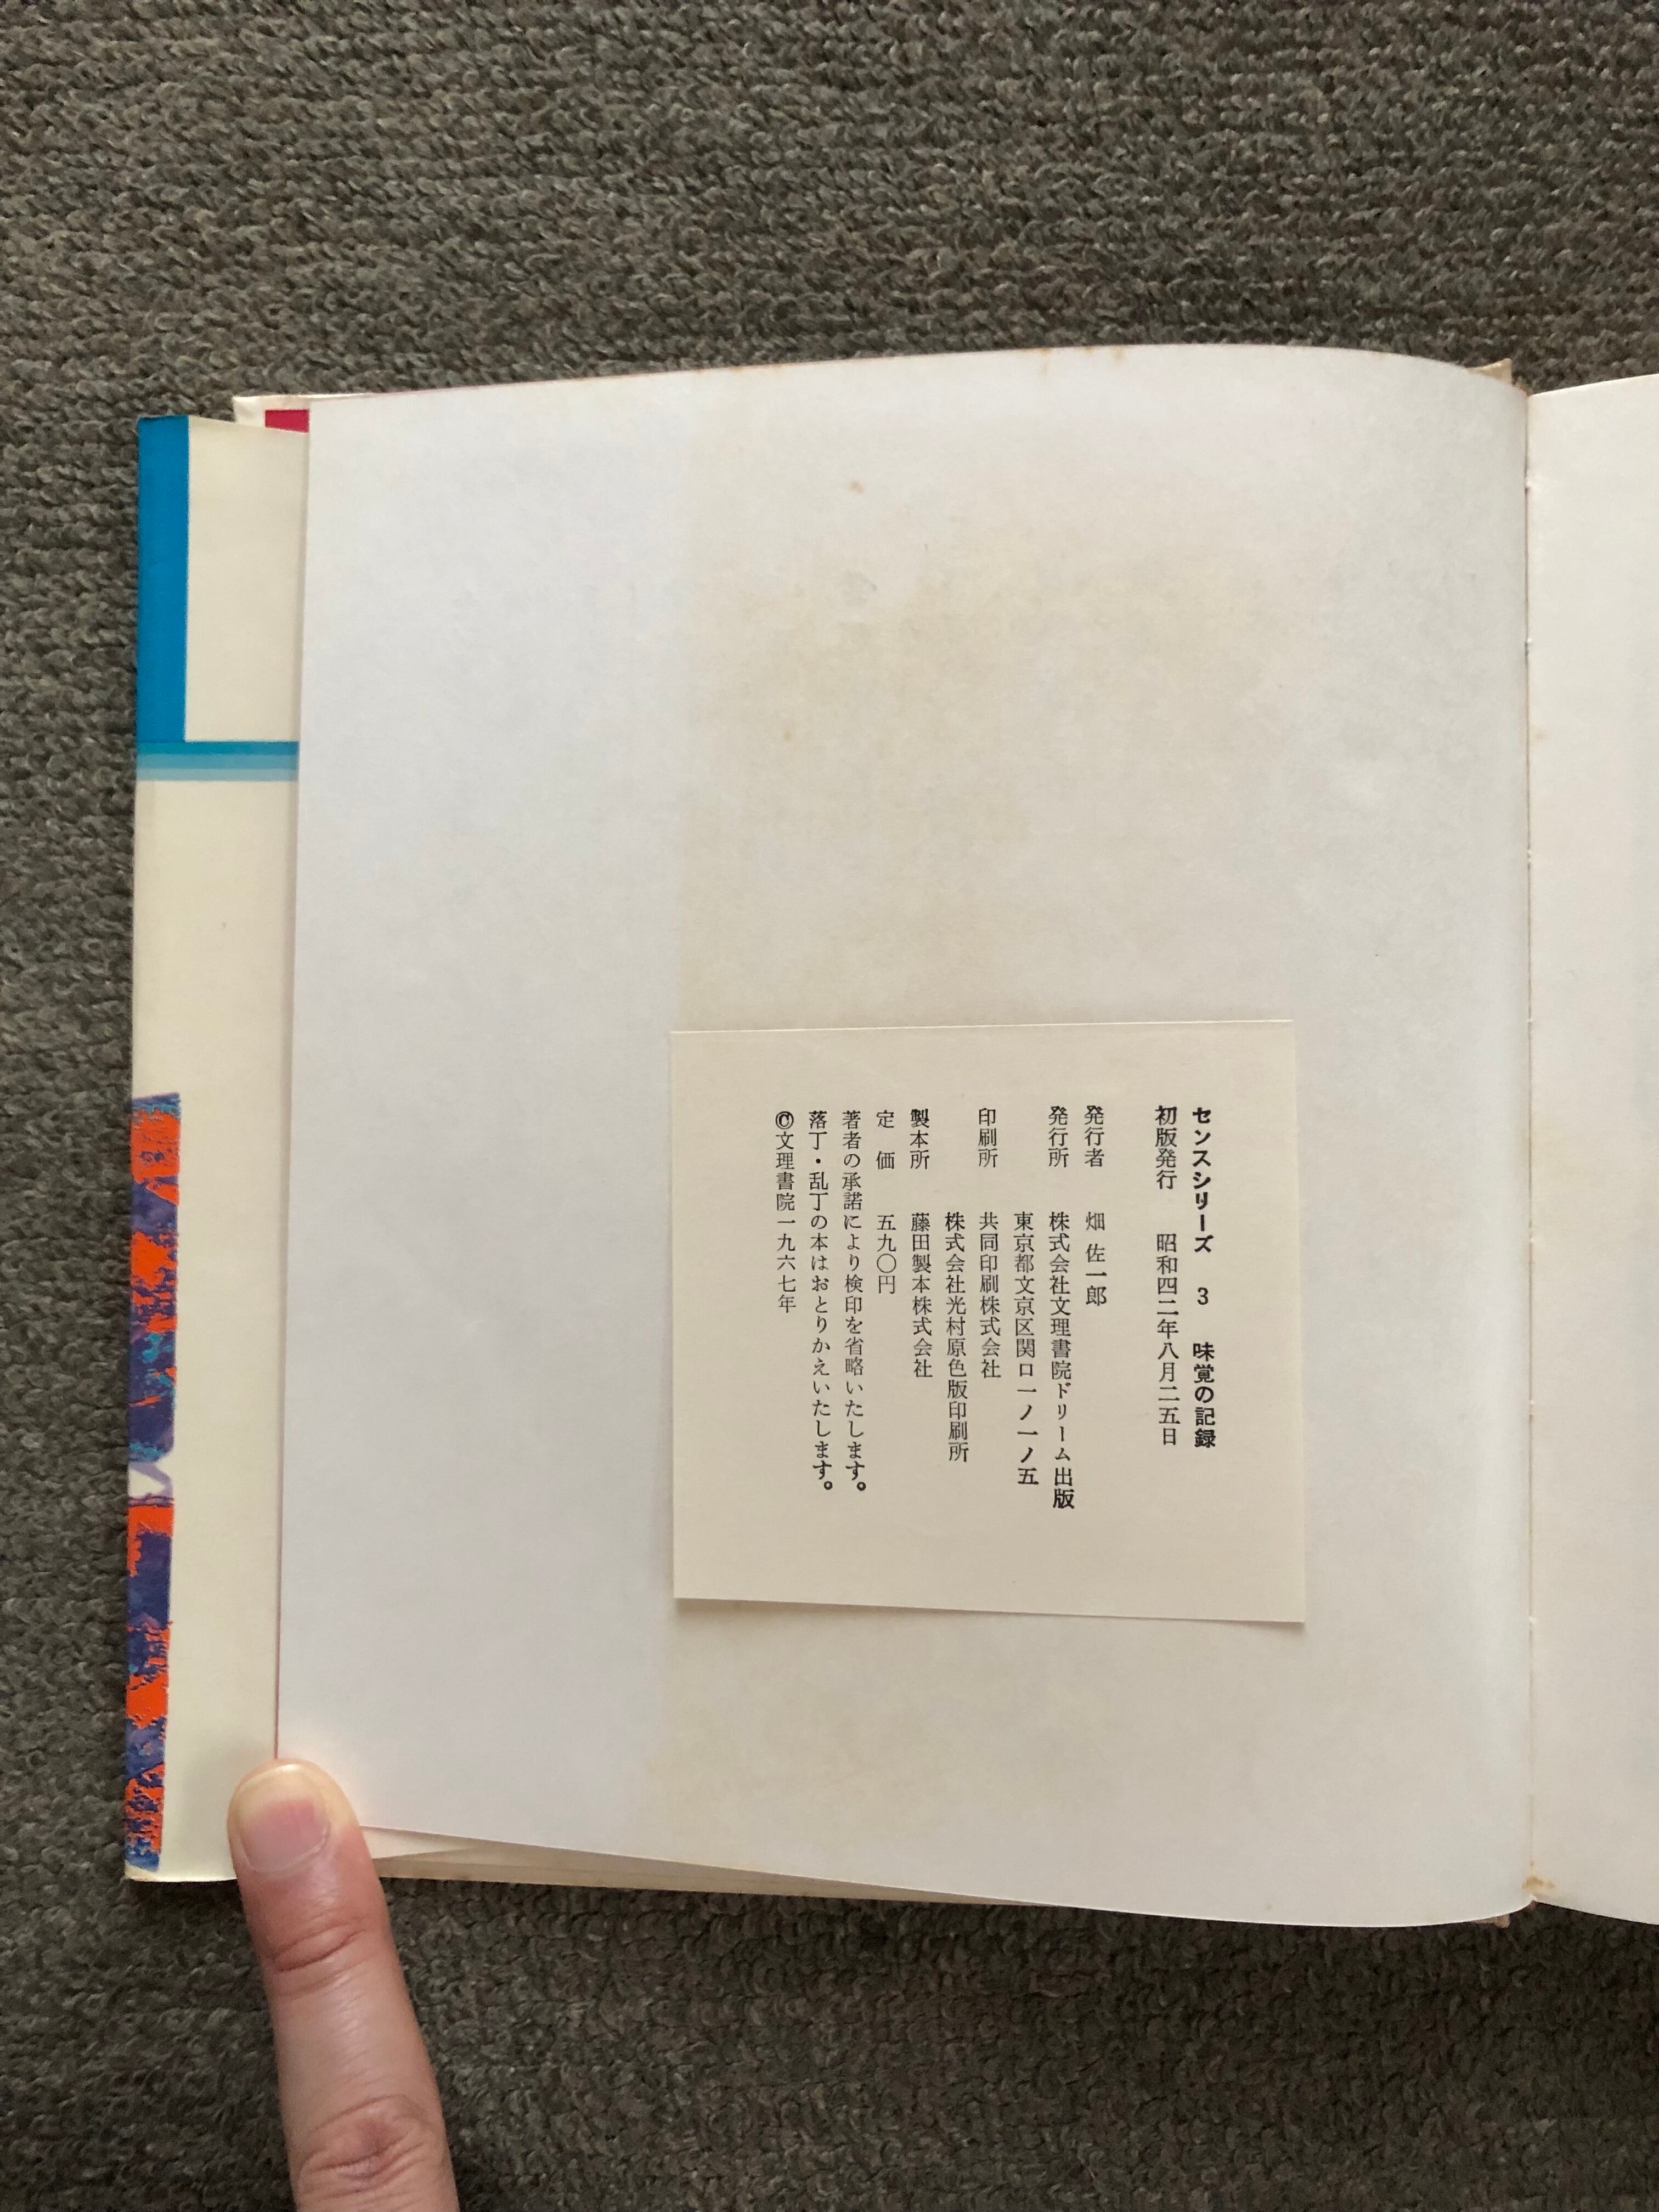 センスシリーズ 3 味覚の記録
初版発行 昭和四二年八月二五日
発行者 畑 佐一郎
発行所 株式会社文理書院ドリーム出版
東京都文京区関口一ノ一ノ五
印刷所 共同印刷株式会社
株式会社光村原色版印刷所
製本所 藤田製本株式会社
定 価 五九〇円
著者の承諾により検印を省略いたします。
落丁・乱丁の本はおとりかえいたします。
©文理書院一九六七年